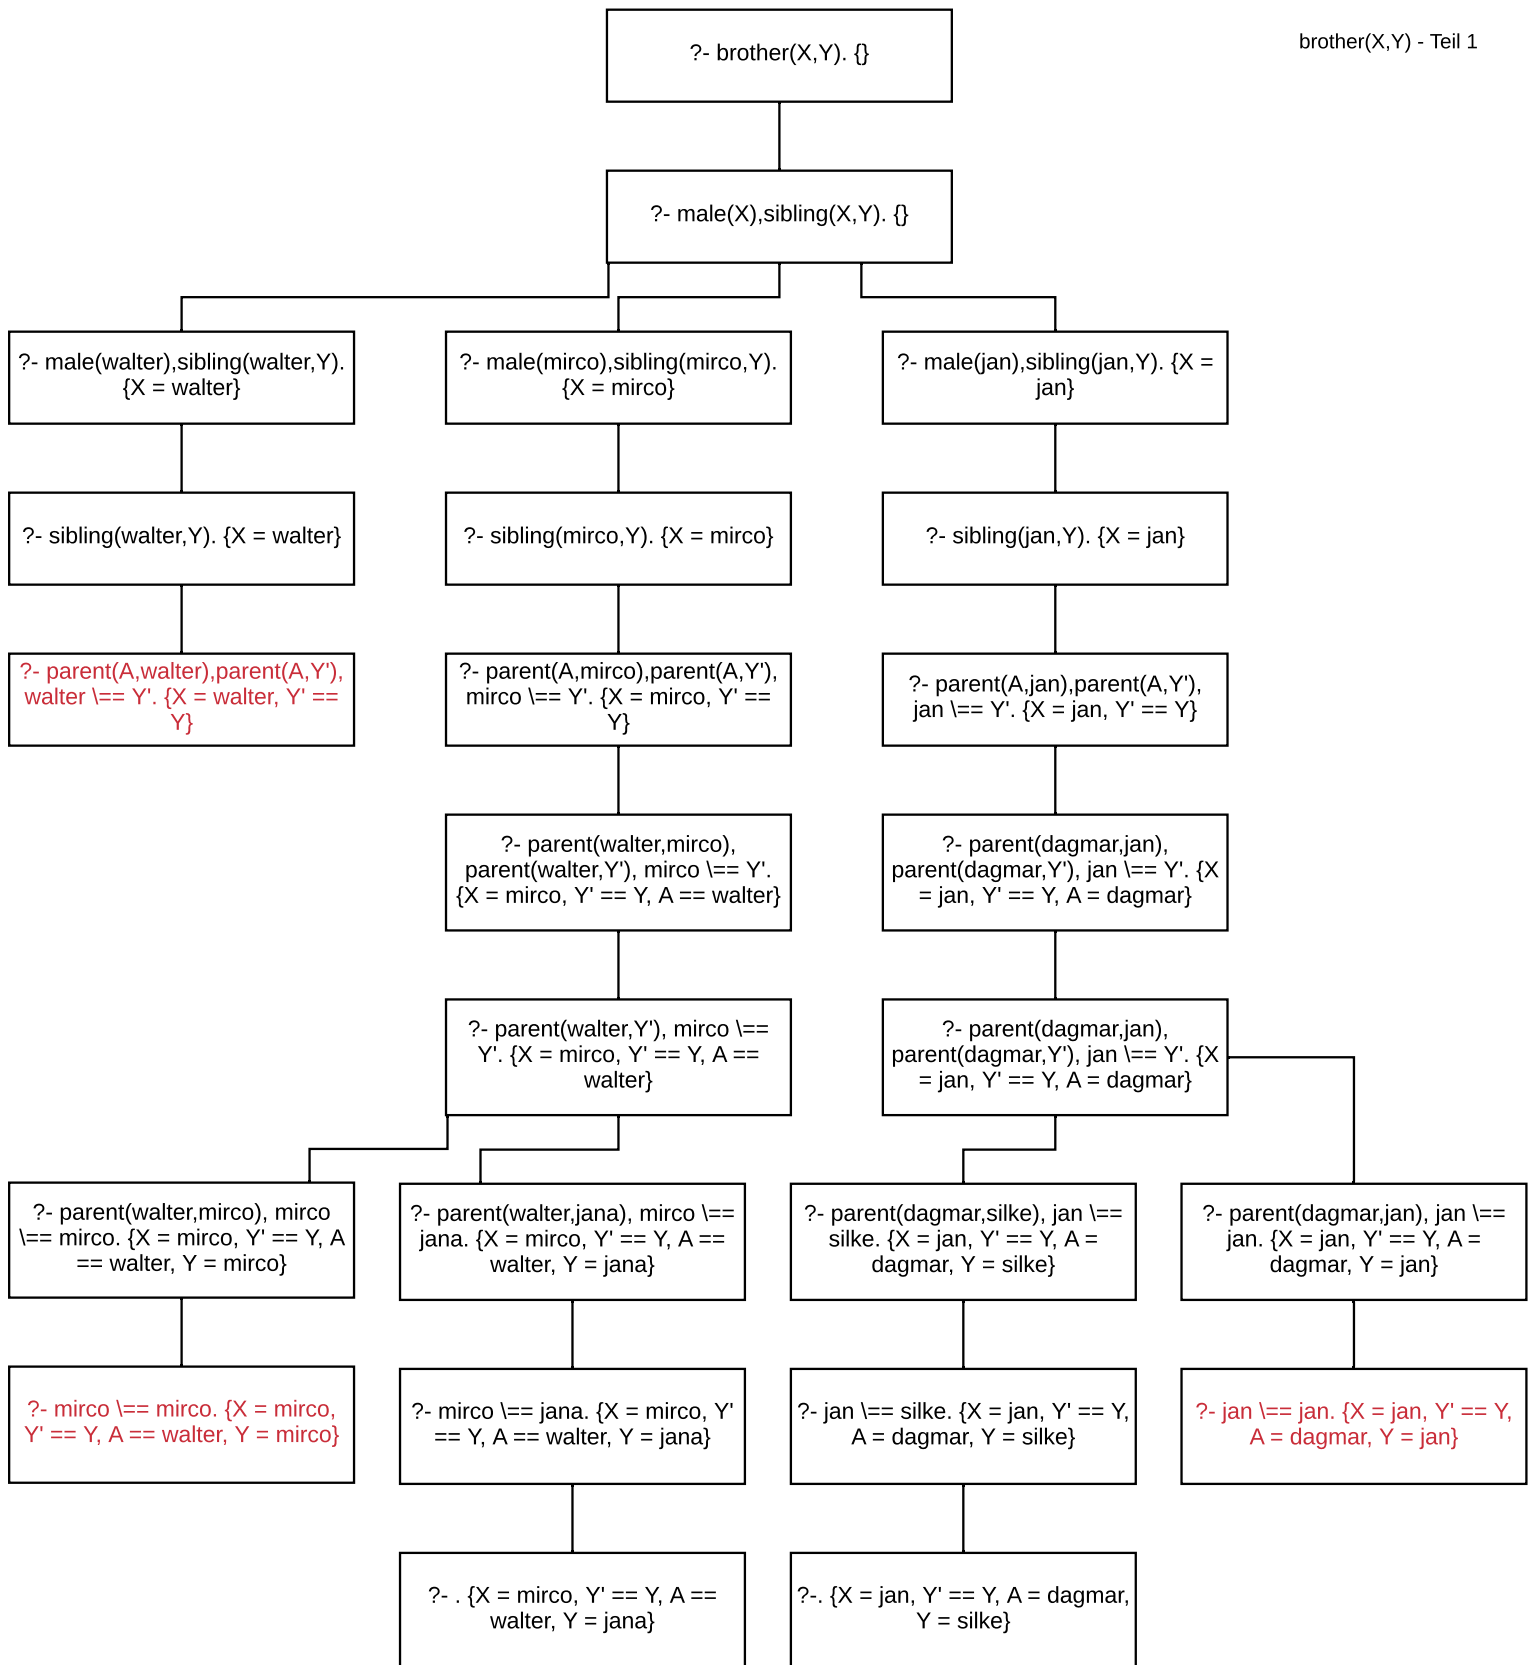 ?- brother(X,Y). {}
brother(X,Y) - Teil 1
?- male(X),sibling(X,Y). {}
?- male(walter),sibling(walter,Y).
{X = walter}
?- male(mirco),sibling(mirco,Y).
{X = mirco}
?- male(jan),sibling(jan,Y). {X =
jan}
?- sibling(walter,Y). {X = walter}
?- sibling(mirco,Y). {X = mirco}
?- sibling(jan,Y). {X = jan}
?- parent(A,walter),parent(A,Y'),
walter \== Y'. {X = walter, Y' ==
Y}
?- parent(A,mirco),parent(A,Y'),
mirco \== Y'. {X = mirco, Y' ==
Y}
?- parent(A,jan),parent(A,Y'),
jan \== Y'. {X = jan, Y' == Y}
?- parent(walter,mirco),
parent(walter,Y'), mirco \== Y'.
{X = mirco, Y' == Y, A == walter}
?- parent(dagmar,jan),
parent(dagmar,Y'), jan \== Y'. {X
= jan, Y' == Y, A = dagmar}
?- parent(walter,Y'), mirco \==
Y'. {X = mirco, Y' == Y, A ==
walter}
?- parent(dagmar,jan),
parent(dagmar,Y'), jan \== Y'. {X
= jan, Y' == Y, A = dagmar}
?- parent(walter,mirco), mirco
\== mirco. {X = mirco, Y' == Y, A
== walter, Y = mirco}
?- parent(walter,jana), mirco \==
jana. {X = mirco, Y' == Y, A ==
walter, Y = jana}
?- parent(dagmar,silke), jan \==
silke. {X = jan, Y' == Y, A =
dagmar, Y = silke}
?- parent(dagmar,jan), jan \==
jan. {X = jan, Y' == Y, A =
dagmar, Y = jan}
?- mirco \== mirco. {X = mirco,
Y' == Y, A == walter, Y = mirco}
?- mirco \== jana. {X = mirco, Y'
== Y, A == walter, Y = jana}
?- jan \== silke. {X = jan, Y' == Y,
A = dagmar, Y = silke}
?- jan \== jan. {X = jan, Y' == Y,
A = dagmar, Y = jan}
?- . {X = mirco, Y' == Y, A ==
walter, Y = jana}
?-. {X = jan, Y' == Y, A = dagmar,
Y = silke}